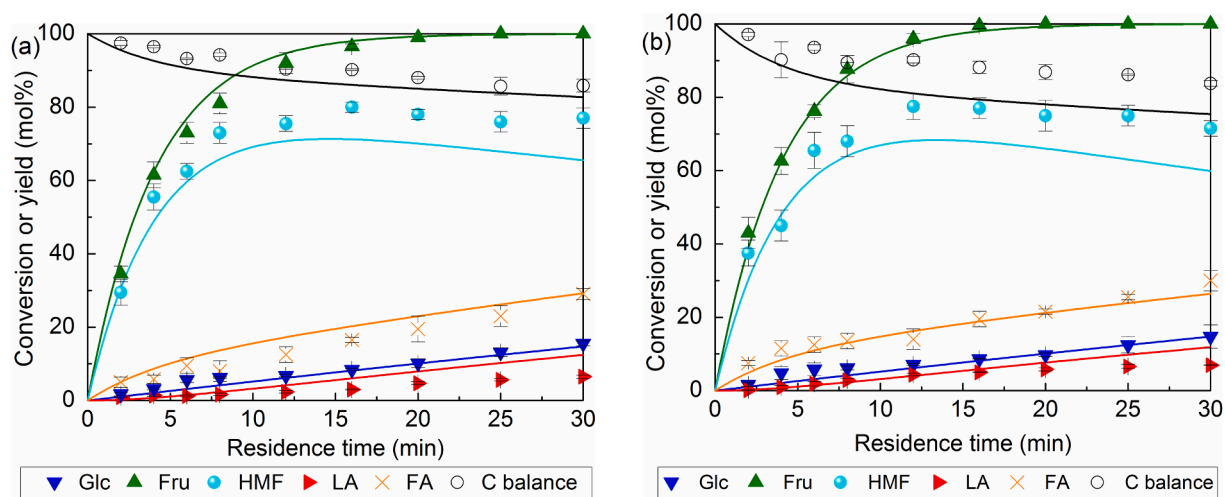 (a)
Conversion or yield (mol%)
100
80
60
40
20
0
0 5 10 15 20 25 30
Residence time (min)
Glc Fru HMF LA FA C balance
(b)
Conversion or yield (mol%)
100
80
60
40
20
0
0 5 10 15 20 25 30
Residence time (min)
Glc Fru HMF LA FA C balance